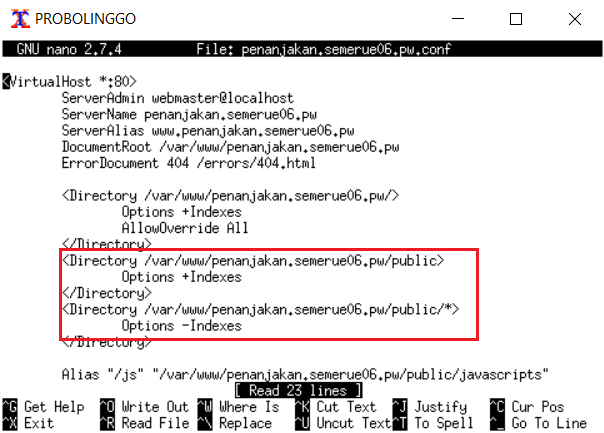 PROBOLINGGO
GNU nano 2.7.4 File: penanjakan.semerue06.pw.conf
<VirtualHost *:80>
ServerAdmin webmaster@localhost
ServerName penanjakan.semerue06.pw
ServerAlias www.penanjakan.semerue06.pw
DocumentRoot /var/www/penanjakan.semerue06.pw
ErrorDocument 404 /errors/404.html
<Directory /var/www/penanjakan.semerue06.pw/>
Options +Indexes
AllowOverride All
</Directory>
<Directory /var/www/penanjakan.semerue06.pw/public>
Options +Indexes
</Directory>
<Directory /var/www/penanjakan.semerue06.pw/public/*>
Options -Indexes
</Directory>
Alias "/js" "/var/www/penanjakan.semerue06.pw/public/javascripts"
[ Read 23 lines ]
^G Get Help ^O Write Out ^W Where Is ^K Cut Text ^J Justify ^C Cur Pos
^X Exit ^R Read File ^\ Replace ^U Uncut Text ^T To Spell ^_ Go To Line